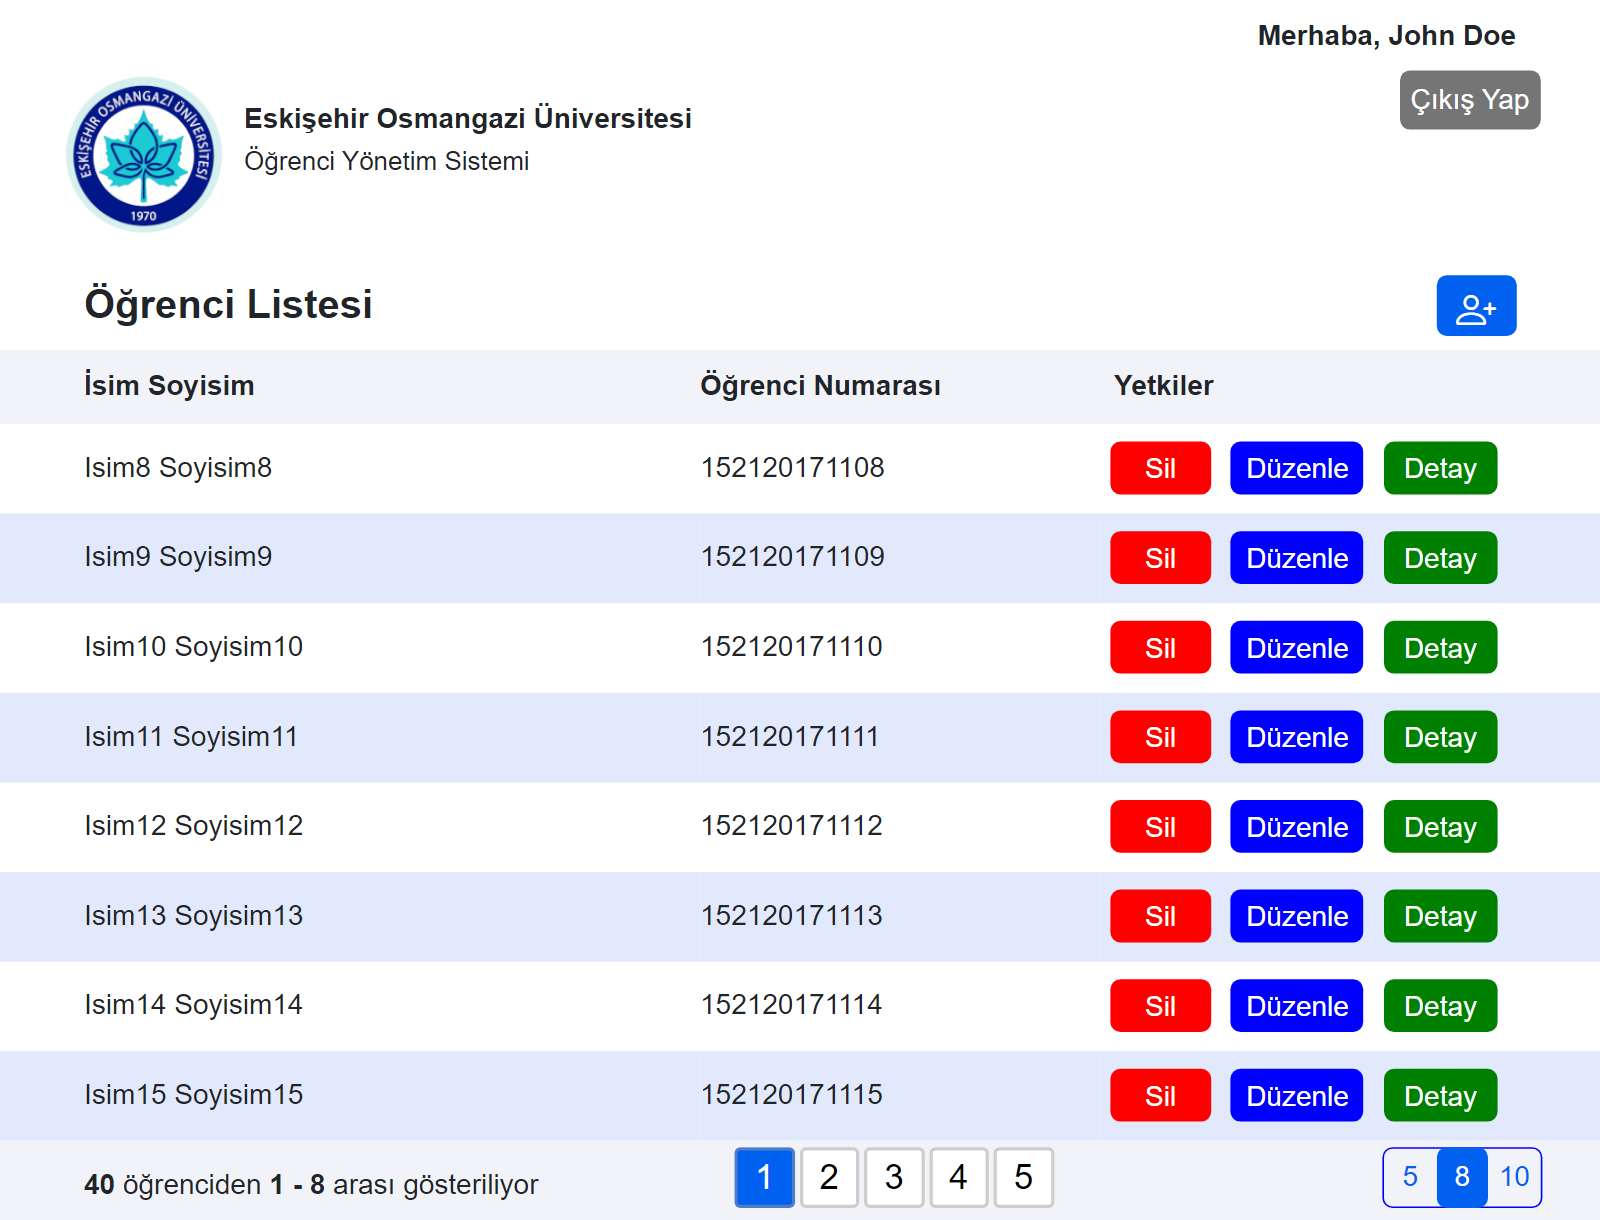 Merhaba, John Doe
Çıkış Yap
ESKİŞEHİR OSMANGAZİ ÜNİVERSİTESİ
1970
Eskişehir Osmangazi Üniversitesi
Öğrenci Yönetim Sistemi
Öğrenci Listesi
İsim Soyisim Öğrenci Numarası Yetkiler
Isim8 Soyisim8 152120171108 Sil Düzenle Detay
Isim9 Soyisim9 152120171109 Sil Düzenle Detay
Isim10 Soyisim10 152120171110 Sil Düzenle Detay
Isim11 Soyisim11 152120171111 Sil Düzenle Detay
Isim12 Soyisim12 152120171112 Sil Düzenle Detay
Isim13 Soyisim13 152120171113 Sil Düzenle Detay
Isim14 Soyisim14 152120171114 Sil Düzenle Detay
Isim15 Soyisim15 152120171115 Sil Düzenle Detay
40 öğrenciden 1 - 8 arası gösteriliyor 1 2 3 4 5 5 8 10